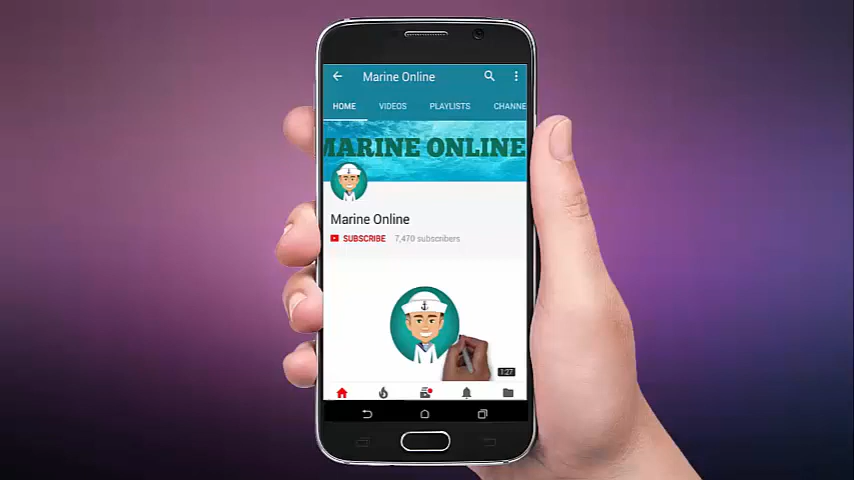 Marine Online
HOME VIDEOS PLAYLISTS CHANNE
MARINE ONLINE
Marine Online
SUBSCRIBE 7,470 subscribers
1:27